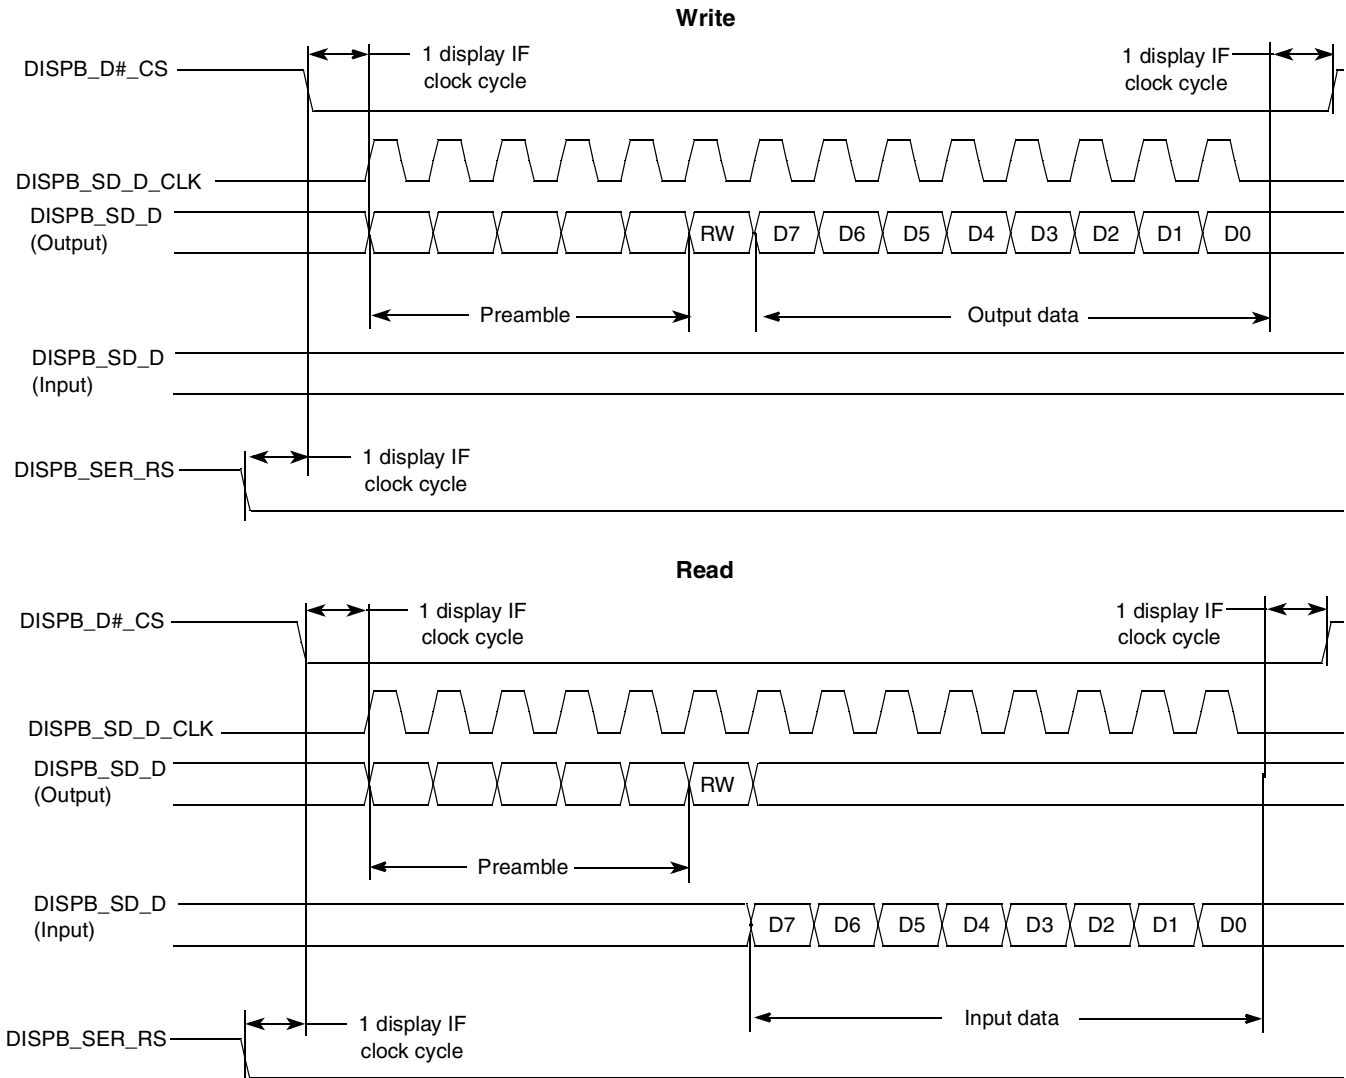 Write
DISPB_D#_CS
1 display IF
clock cycle
1 display IF
clock cycle
DISPB_SD_D_CLK
DISPB_SD_D
(Output)
RW D7 D6 D5 D4 D3 D2 D1 D0
Preamble
Output data
DISPB_SD_D
(Input)
DISPB_SER_RS
1 display IF
clock cycle
Read
DISPB_D#_CS
1 display IF
clock cycle
1 display IF
clock cycle
DISPB_SD_D_CLK
DISPB_SD_D
(Output)
RW
Preamble
DISPB_SD_D
(Input)
D7 D6 D5 D4 D3 D2 D1 D0
Input data
DISPB_SER_RS
1 display IF
clock cycle